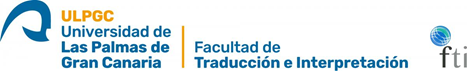 ULPGC
Universidad de
Las Palmas de
Gran Canaria
Facultad de
Traducción e Interpretación
fti